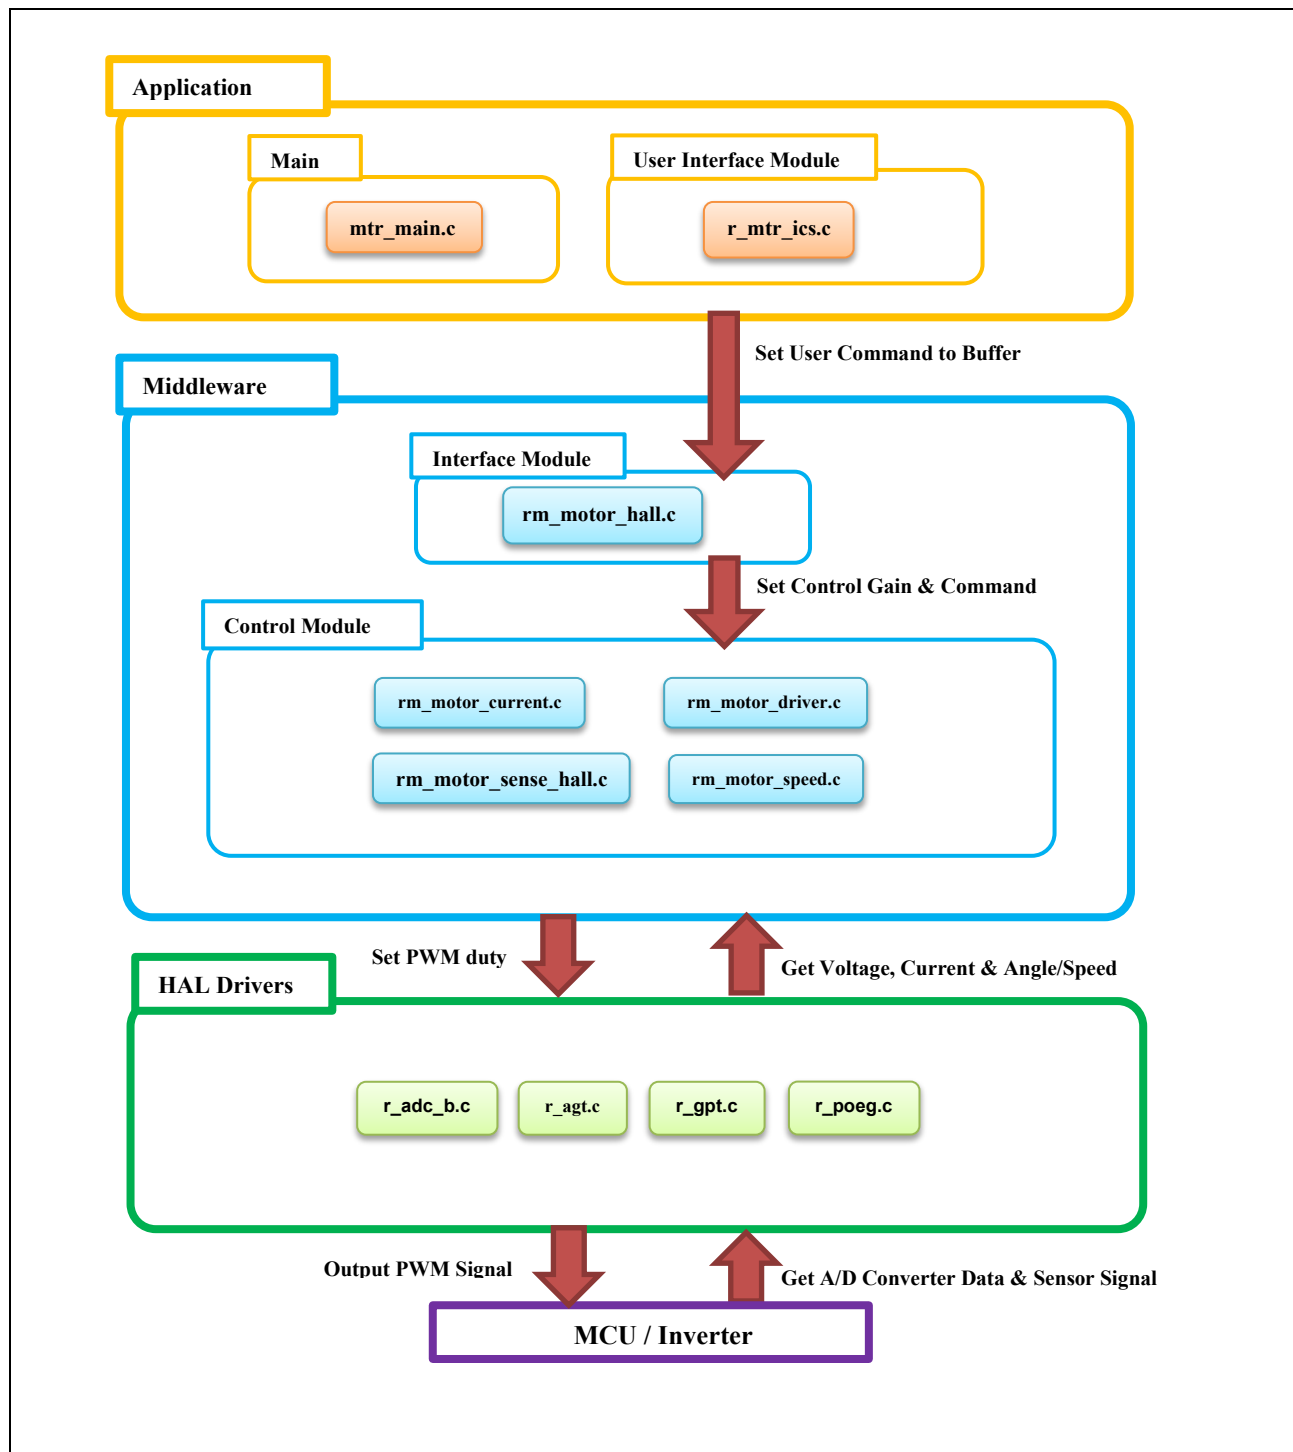 Application
Main
User Interface Module
mtr_main.c
r_mtr_ics.c
Set User Command to Buffer
Middleware
Interface Module
rm_motor_hall.c
Set Control Gain & Command
Control Module
rm_motor_current.c
rm_motor_driver.c
rm_motor_sense_hall.c
rm_motor_speed.c
Set PWM duty
Get Voltage, Current & Angle/Speed
HAL Drivers
r_adc_b.c
r_agt.c
r_gpt.c
r_poeg.c
Output PWM Signal
Get A/D Converter Data & Sensor Signal
MCU / Inverter